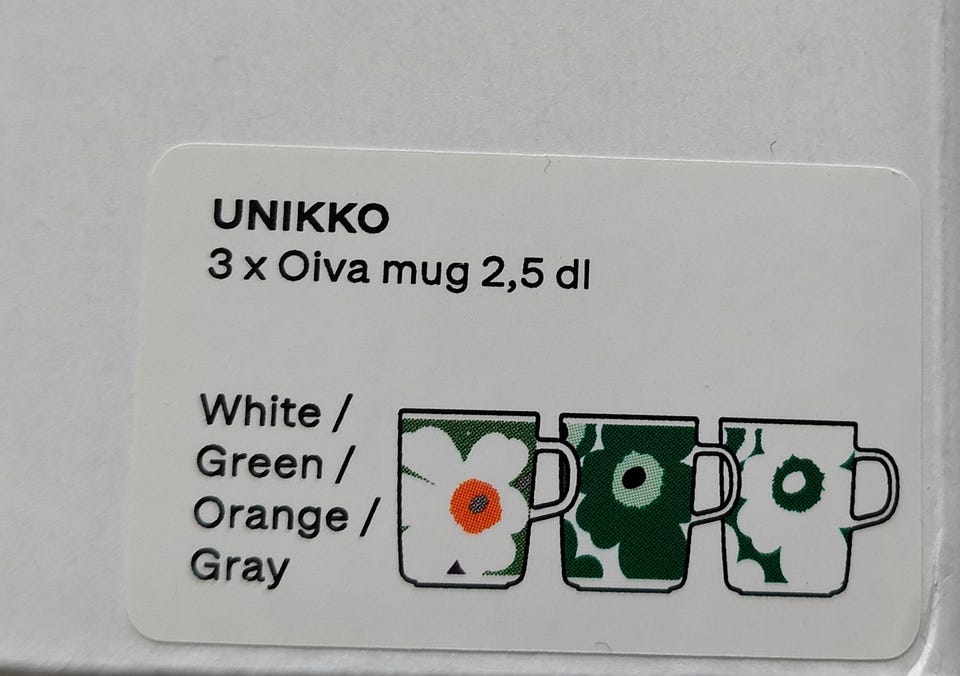 UNIKKO
3 x Oiva mug 2,5 dl
White /
Green /
Orange /
Gray